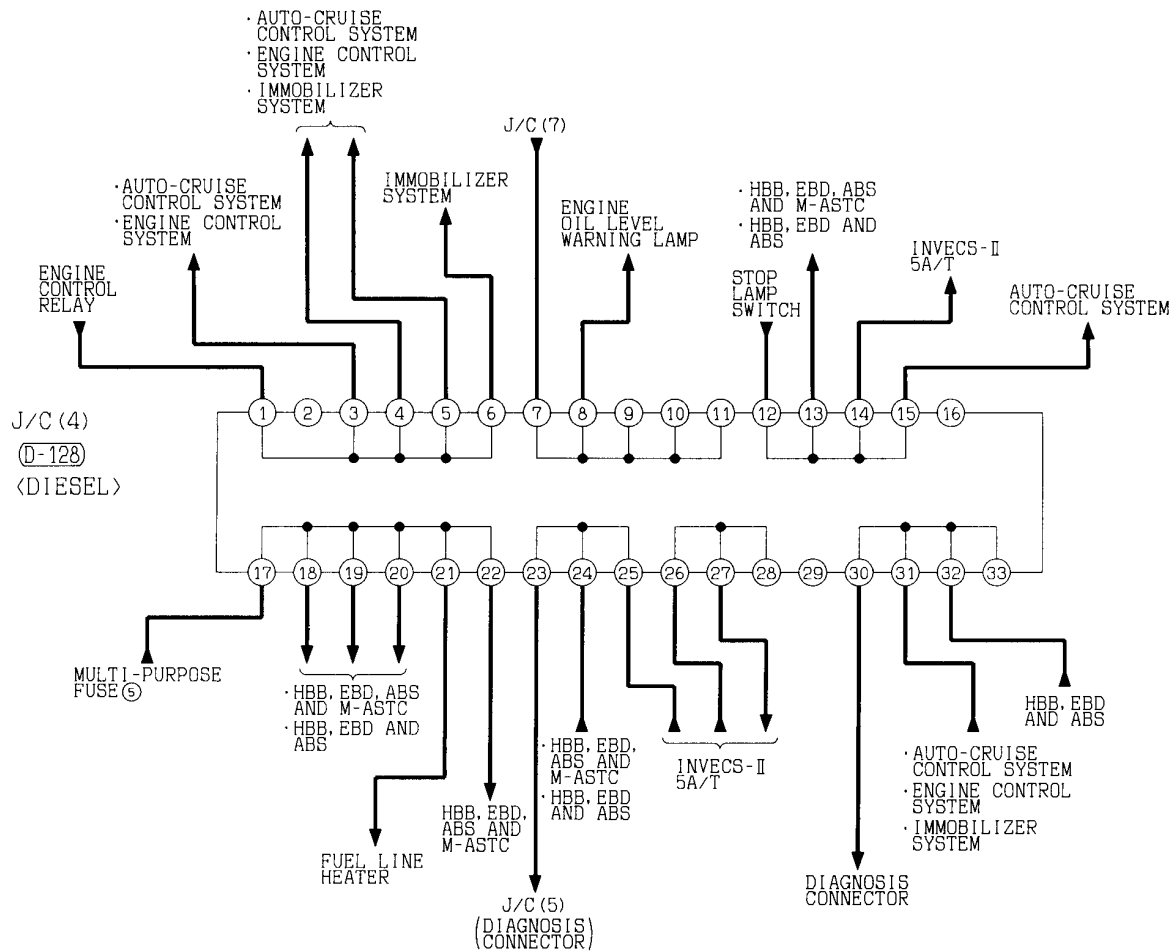 · AUTO-CRUISE
CONTROL SYSTEM
· ENGINE CONTROL
SYSTEM
· IMMOBILIZER
SYSTEM
J/C (7)
· AUTO-CRUISE
CONTROL SYSTEM
· ENGINE CONTROL
SYSTEM
IMMOBILIZER
SYSTEM
ENGINE
OIL LEVEL
WARNING LAMP
· HBB, EBD, ABS
AND M-ASTC
· HBB, EBD AND
ABS
INVECS-II
5A/T
ENGINE
CONTROL
RELAY
STOP
LAMP
SWITCH
AUTO-CRUISE
CONTROL SYSTEM
1 2 3 4 5 6 7 8 9 10 11 12 13 14 15 16
J/C (4)
D-128
〈DIESEL〉
17 18 19 20 21 22 23 24 25 26 27 28 29 30 31 32 33
MULTI-PURPOSE
FUSE ⑤
· HBB, EBD, ABS
AND M-ASTC
· HBB, EBD AND
ABS
FUEL LINE
HEATER
HBB, EBD,
ABS AND
M-ASTC
J/C (5)
(DIAGNOSIS
CONNECTOR)
· HBB, EBD,
ABS AND
M-ASTC
· HBB, EBD
AND ABS
INVECS-II
5A/T
DIAGNOSIS
CONNECTOR
· AUTO-CRUISE
CONTROL SYSTEM
· ENGINE CONTROL
SYSTEM
· IMMOBILIZER
SYSTEM
HBB, EBD
AND ABS